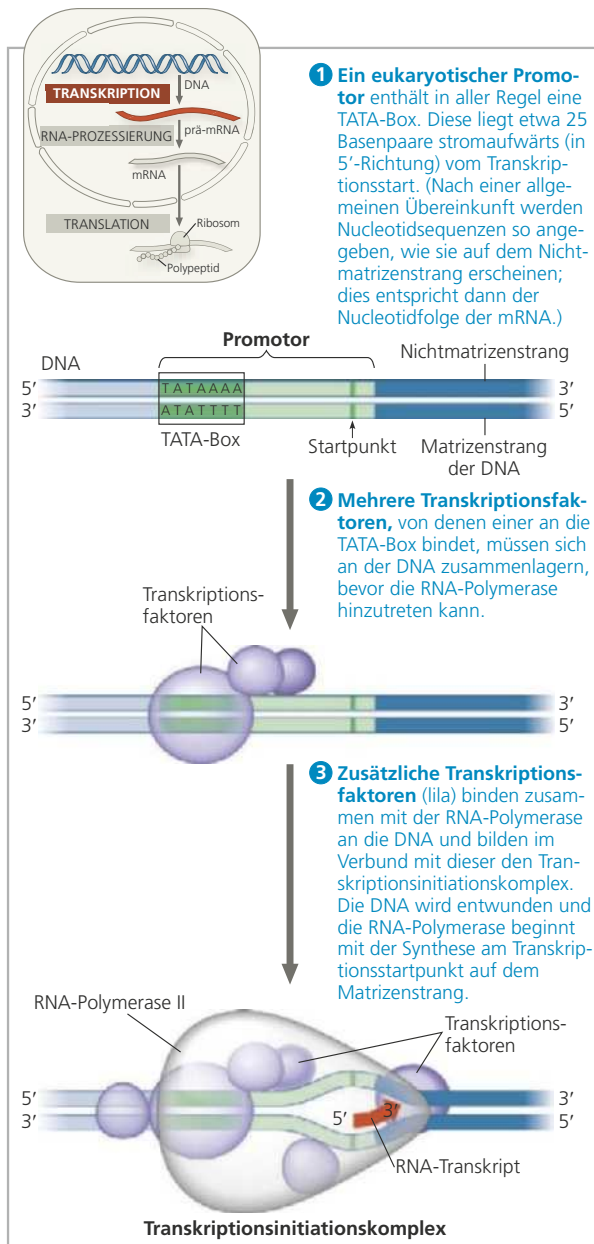 DNA
TRANSKRIPTION
prä-mRNA
RNA-PROZESSIERUNG
mRNA
TRANSLATION
Ribosom
Polypeptid
1 Ein eukaryotischer Promo-
tor enthält in aller Regel eine
TATA-Box. Diese liegt etwa 25
Basenpaare stromaufwärts (in
5′-Richtung) vom Transkrip-
tionsstart. (Nach einer allge-
meinen Übereinkunft werden
Nucleotidsequenzen so ange-
geben, wie sie auf dem Nicht-
matrizenstrang erscheinen;
dies entspricht dann der
Nucleotidfolge der mRNA.)
Promotor
DNA
Nichtmatrizenstrang
5′ TATAAAA 3′
3′ ATATTTT 5′
TATA-Box
Startpunkt
Matrizenstrang
der DNA
2 Mehrere Transkriptionsfak-
toren, von denen einer an die
TATA-Box bindet, müssen sich
an der DNA zusammenlagern,
bevor die RNA-Polymerase
hinzutreten kann.
Transkriptions-
faktoren
5′ 3′
3′ 5′
3 Zusätzliche Transkriptions-
faktoren (lila) binden zusam-
men mit der RNA-Polymerase
an die DNA und bilden im
Verbund mit dieser den Tran-
skriptionsinitiationskomplex.
Die DNA wird entwunden und
die RNA-Polymerase beginnt
mit der Synthese am Transkrip-
tionsstartpunkt auf dem
Matrizenstrang.
RNA-Polymerase II
Transkriptions-
faktoren
5′ 3′
3′ 5′ 3′ 5′
RNA-Transkript
Transkriptionsinitiationskomplex